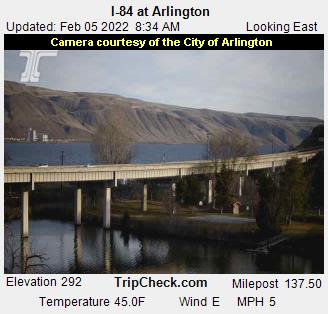 I-84 at Arlington
Updated: Feb 05 2022 8:34 AM Looking East
Camera courtesy of the City of Arlington
Elevation 292 TripCheck.com Milepost 137.50
Temperature 45.0F Wind E MPH 5